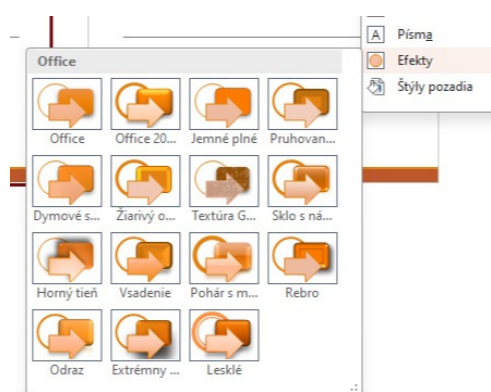 Písma
Efekty
Štýly pozadia
Office
Office Office 20... Jemné plné Pruhovan...
Dymové s... Žiarivý o... Textúra G... Sklo s ná...
Horný tieň Vsadenie Pohár s m... Rebro
Odraz Extrémny ... Lesklé